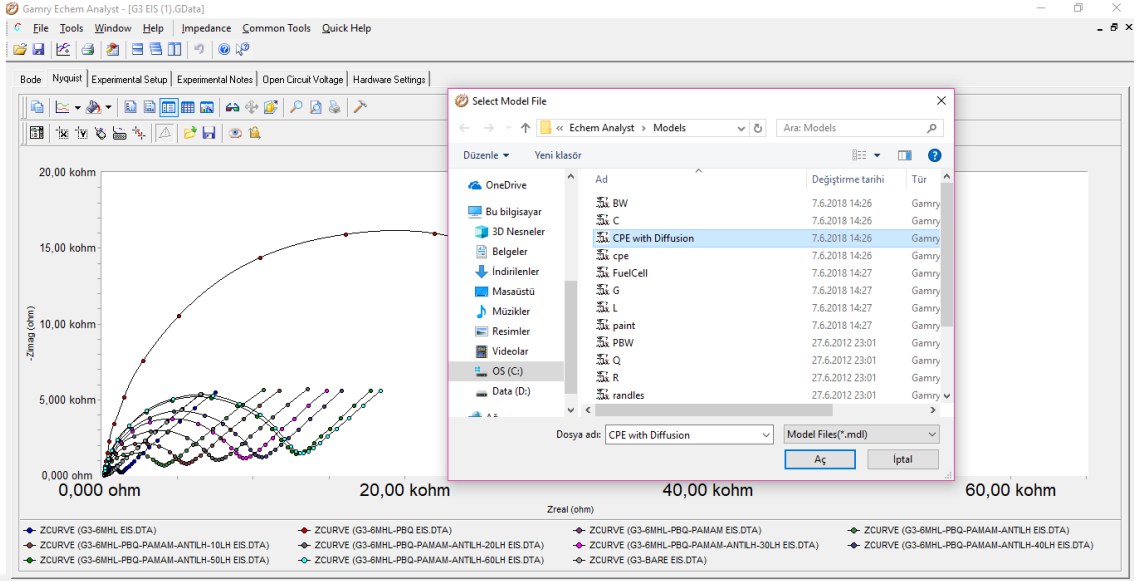 Gamry Echem Analyst - [G3 EIS (1).GData]
File Tools Window Help Impedance Common Tools Quick Help
Bode Nyquist Experimental Setup Experimental Notes Open Circuit Voltage Hardware Settings
Select Model File
« Echem Analyst › Models
Ara: Models
Düzenle Yeni klasör
OneDrive
Bu bilgisayar
3D Nesneler
Belgeler
İndirilenler
Masaüstü
Müzikler
Resimler
Videolar
OS (C:)
Data (D:)
Ad Değiştirme tarihi Tür
BW 7.6.2018 14:26 Gamry
C 7.6.2018 14:26 Gamry
CPE with Diffusion 7.6.2018 14:26 Gamry
cpe 7.6.2018 14:26 Gamry
FuelCell 7.6.2018 14:27 Gamry
G 7.6.2018 14:27 Gamry
L 7.6.2018 14:27 Gamry
paint 7.6.2018 14:27 Gamry
PBW 27.6.2012 23:01 Gamry
Q 27.6.2012 23:01 Gamry
R 27.6.2012 23:01 Gamry
randles 27.6.2012 23:01 Gamry
Dosya adı: CPE with Diffusion Model Files(*.mdl)
Aç İptal
20,00 kohm
15,00 kohm
10,00 kohm
5,000 kohm
0,000 ohm
-Zimag (ohm)
0,000 ohm 20,00 kohm 40,00 kohm 60,00 kohm
Zreal (ohm)
ZCURVE (G3-6MHL EIS.DTA) ZCURVE (G3-6MHL-PBQ EIS.DTA) ZCURVE (G3-6MHL-PBQ-PAMAM EIS.DTA) ZCURVE (G3-6MHL-PBQ-PAMAM-ANTILH EIS.DTA)
ZCURVE (G3-6MHL-PBQ-PAMAM-ANTILH-10LH EIS.DTA) ZCURVE (G3-6MHL-PBQ-PAMAM-ANTILH-20LH EIS.DTA) ZCURVE (G3-6MHL-PBQ-PAMAM-ANTILH-30LH EIS.DTA) ZCURVE (G3-6MHL-PBQ-PAMAM-ANTILH-40LH EIS.DTA)
ZCURVE (G3-6MHL-PBQ-PAMAM-ANTILH-50LH EIS.DTA) ZCURVE (G3-6MHL-PBQ-PAMAM-ANTILH-60LH EIS.DTA) ZCURVE (G3-BARE EIS.DTA)